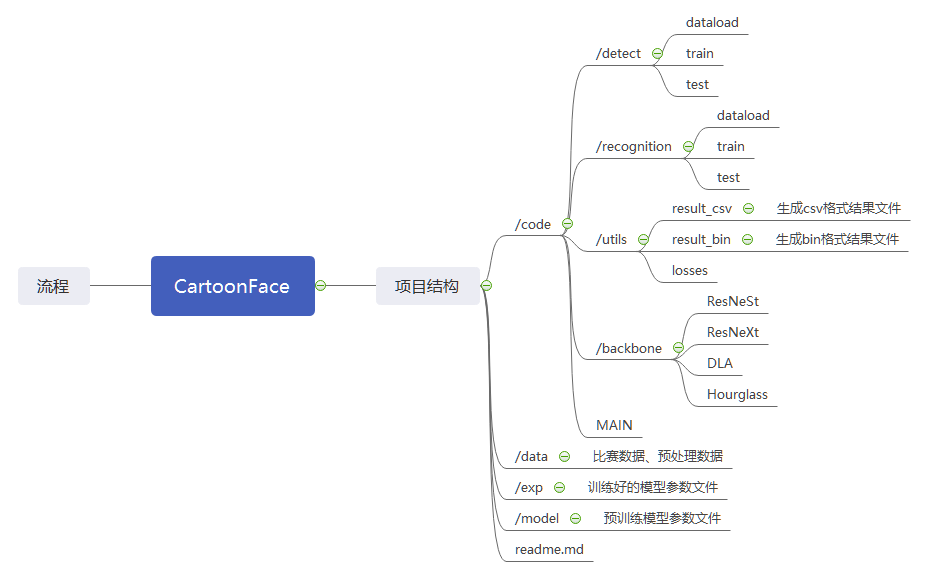 dataload
/detect
train
test
dataload
/recognition
train
test
/code
result_csv 生成csv格式结果文件
/utils
result_bin 生成bin格式结果文件
losses
流程
CartoonFace
项目结构
ResNeSt
ResNeXt
/backbone
DLA
Hourglass
MAIN
/data 比赛数据、预处理数据
/exp 训练好的模型参数文件
/model 预训练模型参数文件
readme.md